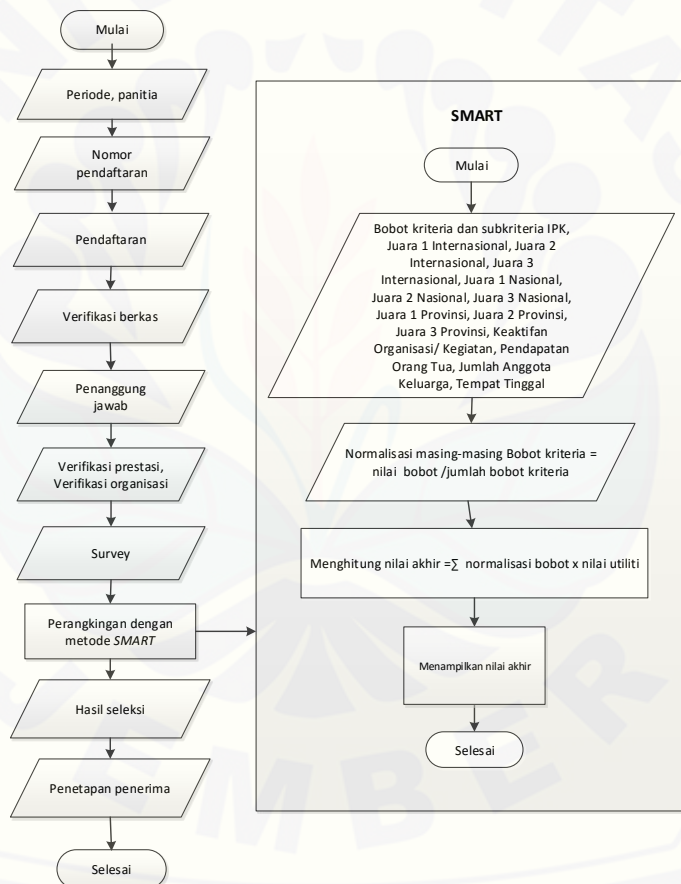 Mulai
Periode, panitia
Nomor
pendaftaran
Pendaftaran
Verifikasi berkas
Penanggung
jawab
Verifikasi prestasi,
Verifikasi organisasi
Survey
Perangkingan dengan
metode SMART
Hasil seleksi
Penetapan penerima
Selesai
SMART
Mulai
Bobot kriteria dan subkriteria IPK,
Juara 1 Internasional, Juara 2
Internasional, Juara 3
Internasional, Juara 1 Nasional,
Juara 2 Nasional, Juara 3 Nasional,
Juara 1 Provinsi, Juara 2 Provinsi,
Juara 3 Provinsi, Keaktifan
Organisasi/ Kegiatan, Pendapatan
Orang Tua, Jumlah Anggota
Keluarga, Tempat Tinggal
Normalisasi masing-masing Bobot kriteria =
nilai bobot /jumlah bobot kriteria
Menghitung nilai akhir =∑ normalisasi bobot x nilai utiliti
Menampilkan nilai akhir
Selesai